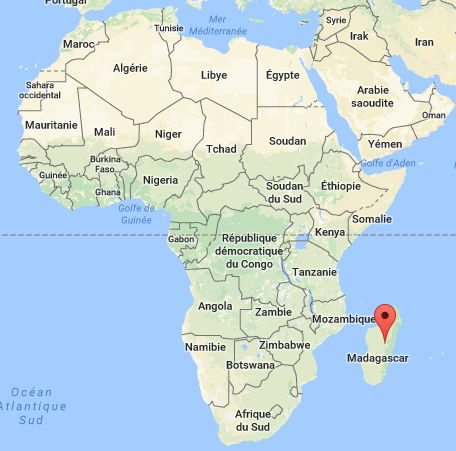 Portugal
Mer
Méditerranée
Tunisie
Syrie
Maroc
Irak
Iran
Algérie
Libye
Égypte
Sahara
occidental
Arabie
saoudite
Oman
Mauritanie
Mali
Niger
Tchad
Soudan
Yémen
Burkina
Faso
Golfe d'Aden
Guinée
Ghana
Nigeria
Soudan
du Sud
Éthiopie
Golfe de
Guinée
Somalie
Gabon
République
démocratique
du Congo
Kenya
Tanzanie
Angola
Zambie
Mozambique
Namibie
Zimbabwe
Madagascar
Botswana
Océan
Atlantique
Sud
Afrique
du Sud